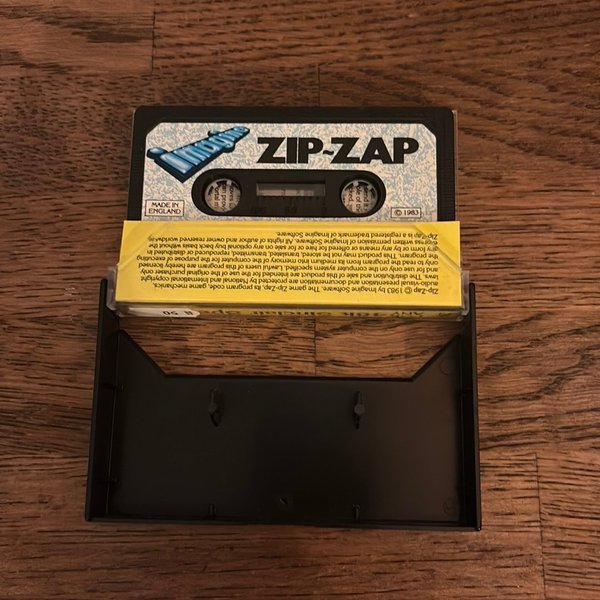 imagine
ZIP~ZAP
MADE IN
ENGLAND
© 1983
Zip-Zap © 1983 by Imagine Software. The game Zip-Zap, its program code, game mechanics,
audio-visual presentation and documentation are protected by National and International copyright
laws. The distribution and sale of this product are intended for the use of the original purchaser only
and for use only on the computer system specified. Lawful users of this program are hereby licensed
only to read the program from its medium into memory of a computer for the purpose of executing
the program. This product may not be stored, translated, transmitted, reproduced or distributed in
any form or by any means or offered for hire or for sale on any optional buy back basis without the
express written permission of Imagine Software. All rights of author and owner reserved worldwide.
Zip-Zap is a registered trademark of Imagine Software.
ANY 48K Sinclair